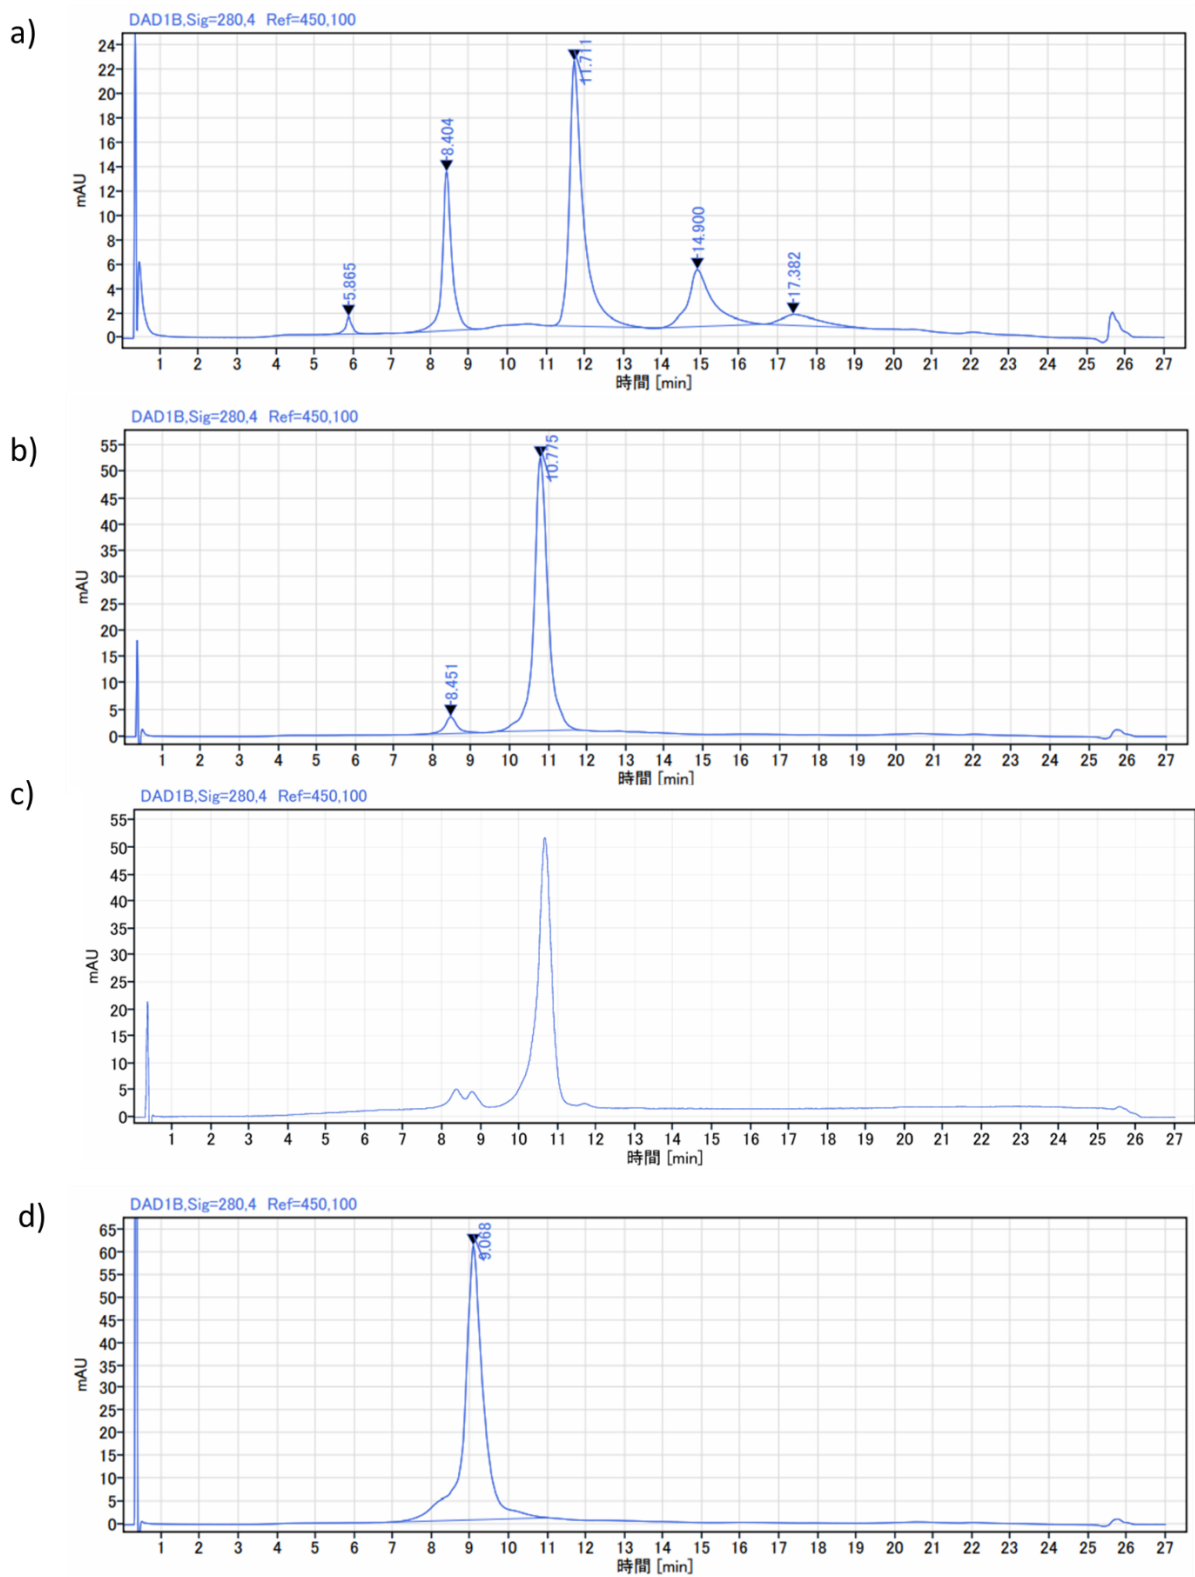 a)
DAD1B,Sig=280,4 Ref=450,100
mAU
24
22
20
18
16
14
12
10
8
6
4
2
0
5.865
8.404
11.711
14.900
17.382
1 2 3 4 5 6 7 8 9 10 11 12 13 14 15 16 17 18 19 20 21 22 23 24 25 26 27
時間 [min]
b)
DAD1B,Sig=280,4 Ref=450,100
mAU
55
50
45
40
35
30
25
20
15
10
5
0
8.451
10.775
1 2 3 4 5 6 7 8 9 10 11 12 13 14 15 16 17 18 19 20 21 22 23 24 25 26 27
時間 [min]
c)
DAD1B,Sig=280,4 Ref=450,100
mAU
55
50
45
40
35
30
25
20
15
10
5
0
1 2 3 4 5 6 7 8 9 10 11 12 13 14 15 16 17 18 19 20 21 22 23 24 25 26 27
時間 [min]
d)
DAD1B,Sig=280,4 Ref=450,100
mAU
65
60
55
50
45
40
35
30
25
20
15
10
5
0
9.068
1 2 3 4 5 6 7 8 9 10 11 12 13 14 15 16 17 18 19 20 21 22 23 24 25 26 27
時間 [min]